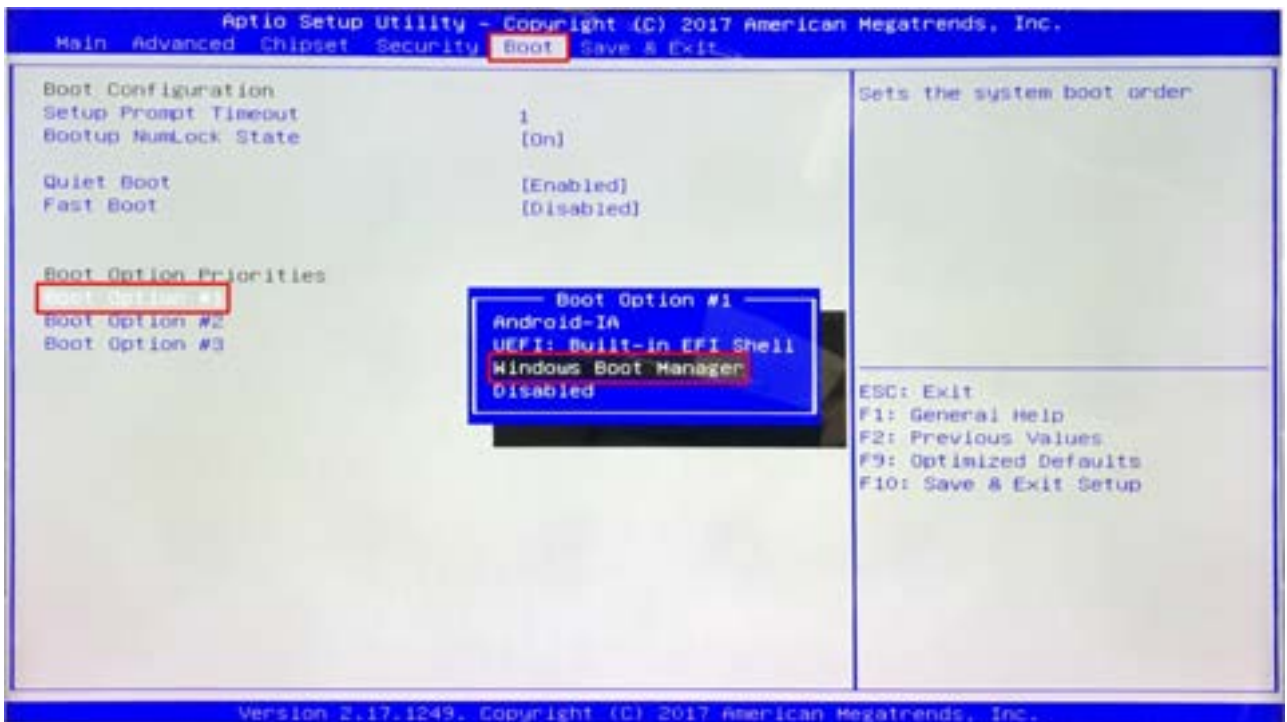 Aptio Setup Utility - Copyright (C) 2017 American Megatrends, Inc.
Main Advanced Chipset Security Boot Save & Exit
Boot Configuration
Setup Prompt Timeout 1
Bootup NumLock State [On]
Quiet Boot [Enabled]
Fast Boot [Disabled]
Boot Option Priorities
Boot Option #1
Boot Option #2
Boot Option #3
Boot Option #1
Android-IA
UEFI: Built-in EFI Shell
Windows Boot Manager
Disabled
Sets the system boot order
ESC: Exit
F1: General Help
F2: Previous Values
F9: Optimized Defaults
F10: Save & Exit Setup
Version 2.17.1249. Copyright (C) 2017 American Megatrends, Inc.